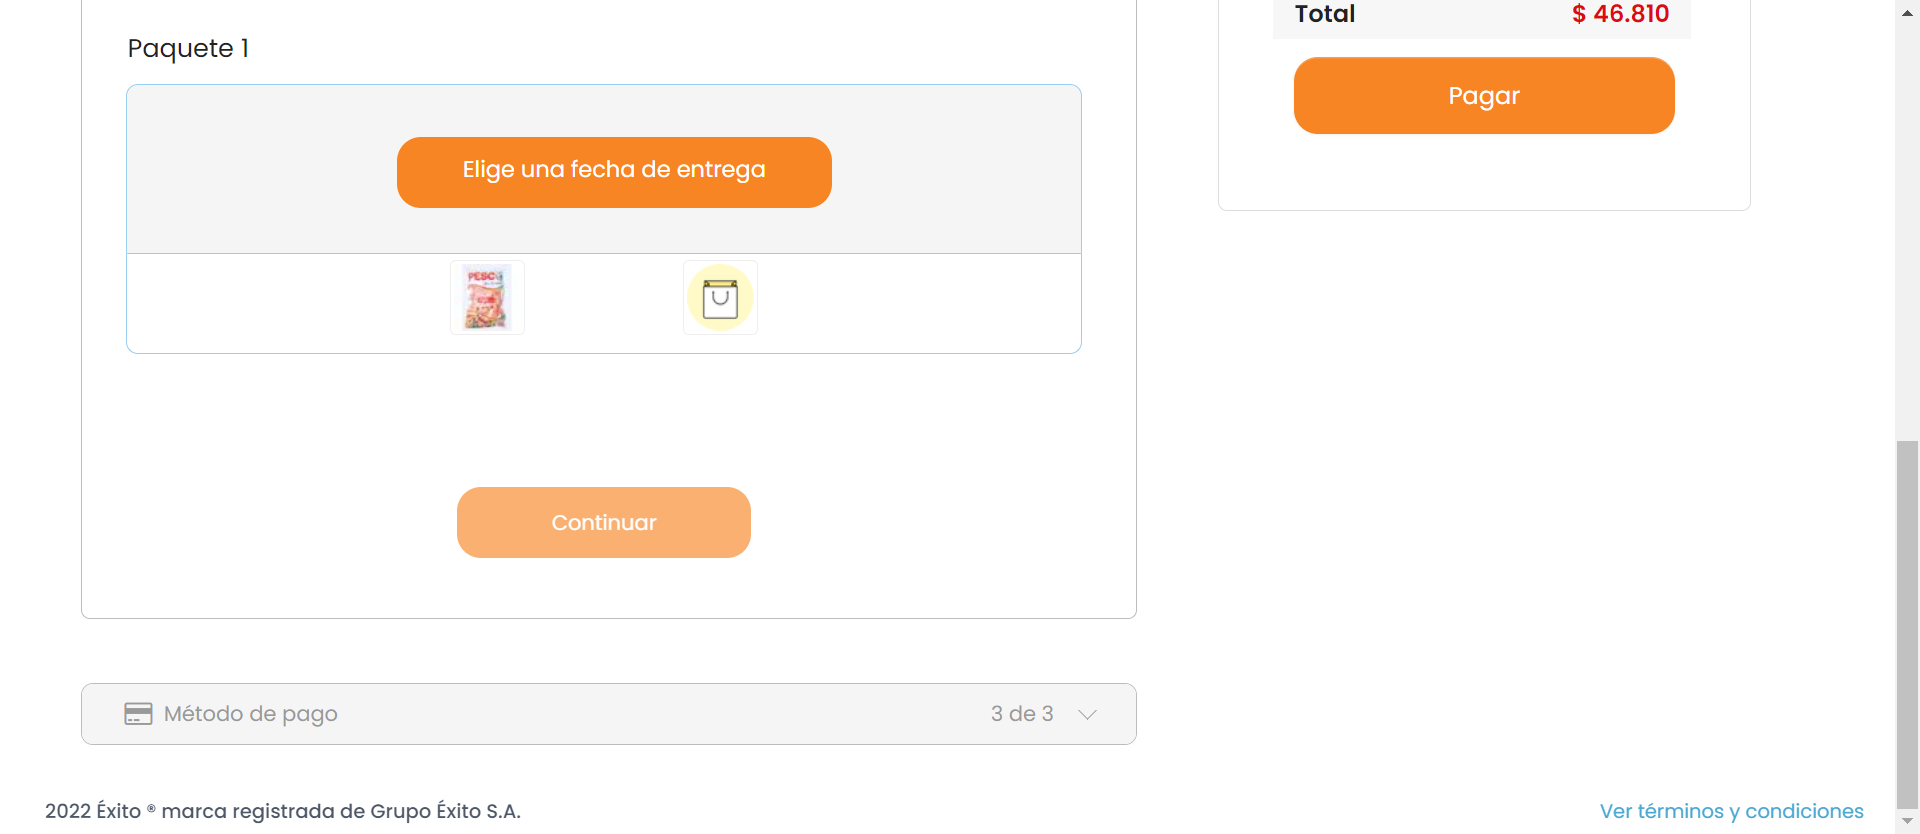 Total
$ 46.810
Paquete 1
Pagar
Elige una fecha de entrega
PESC
Continuar
Método de pago
3 de 3
2022 Éxito ® marca registrada de Grupo Éxito S.A.
Ver términos y condiciones